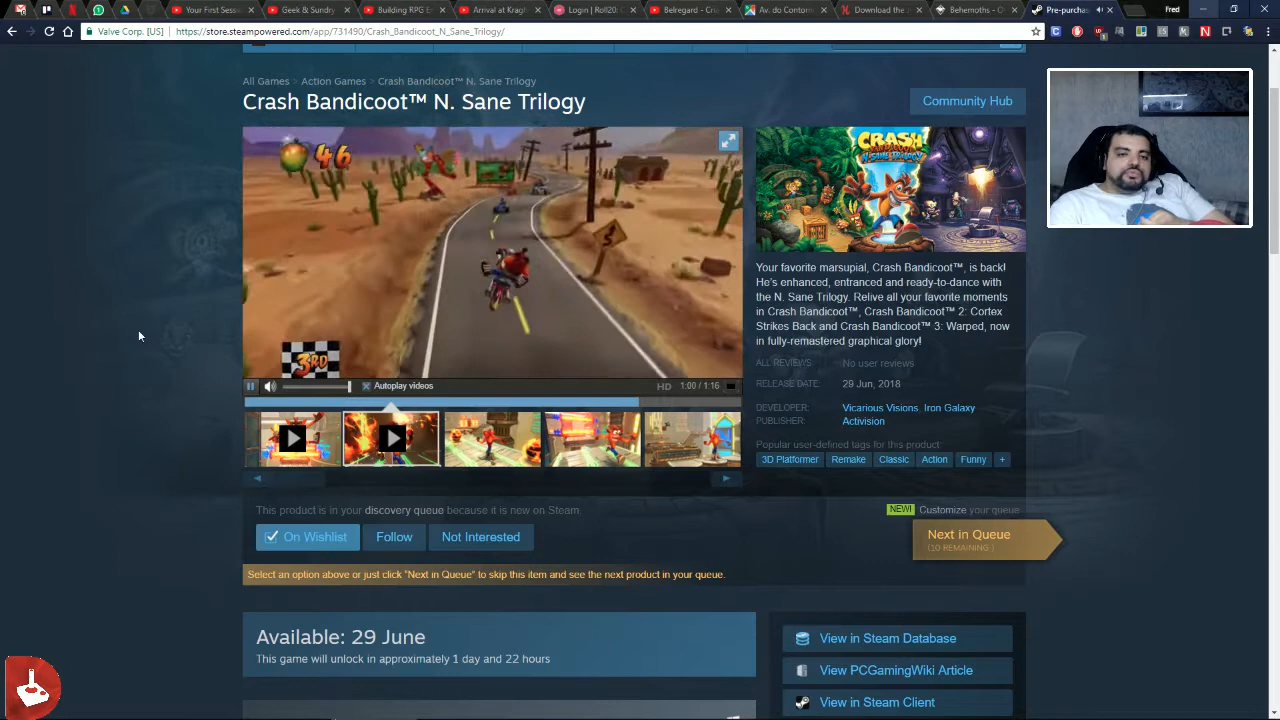 Your First Sess
Geek & Sundry
Building RPG E
Arrival at Kragh
Login | Roll20:
Belregard - Cru
Av. do Contorn
Download the
Behemoths - O
Pre-purchas
Fred
Valve Corp. [US] | https://store.steampowered.com/app/731490/Crash_Bandicoot_N_Sane_Trilogy/
All Games > Action Games > Crash Bandicoot™ N. Sane Trilogy
Crash Bandicoot™ N. Sane Trilogy
Community Hub
46
3RD
CRASH
BANDICOOT
N. SANE TRILOGY
Your favorite marsupial, Crash Bandicoot™, is back!
He's enhanced, entranced and ready-to-dance with
the N. Sane Trilogy. Relive all your favorite moments
in Crash Bandicoot™, Crash Bandicoot™ 2: Cortex
Strikes Back and Crash Bandicoot™ 3: Warped, now
in fully-remastered graphical glory!
ALL REVIEWS: No user reviews
RELEASE DATE: 29 Jun, 2018
DEVELOPER: Vicarious Visions, Iron Galaxy
PUBLISHER: Activision
Autoplay videos
HD 1:00 / 1:16
Popular user-defined tags for this product:
3D Platformer Remake Classic Action Funny +
This product is in your discovery queue because it is new on Steam.
NEW! Customize your queue
On Wishlist Follow Not Interested
Next in Queue
(10 REMAINING )
Select an option above or just click "Next in Queue" to skip this item and see the next product in your queue.
Available: 29 June
This game will unlock in approximately 1 day and 22 hours
View in Steam Database
View PCGamingWiki Article
View in Steam Client